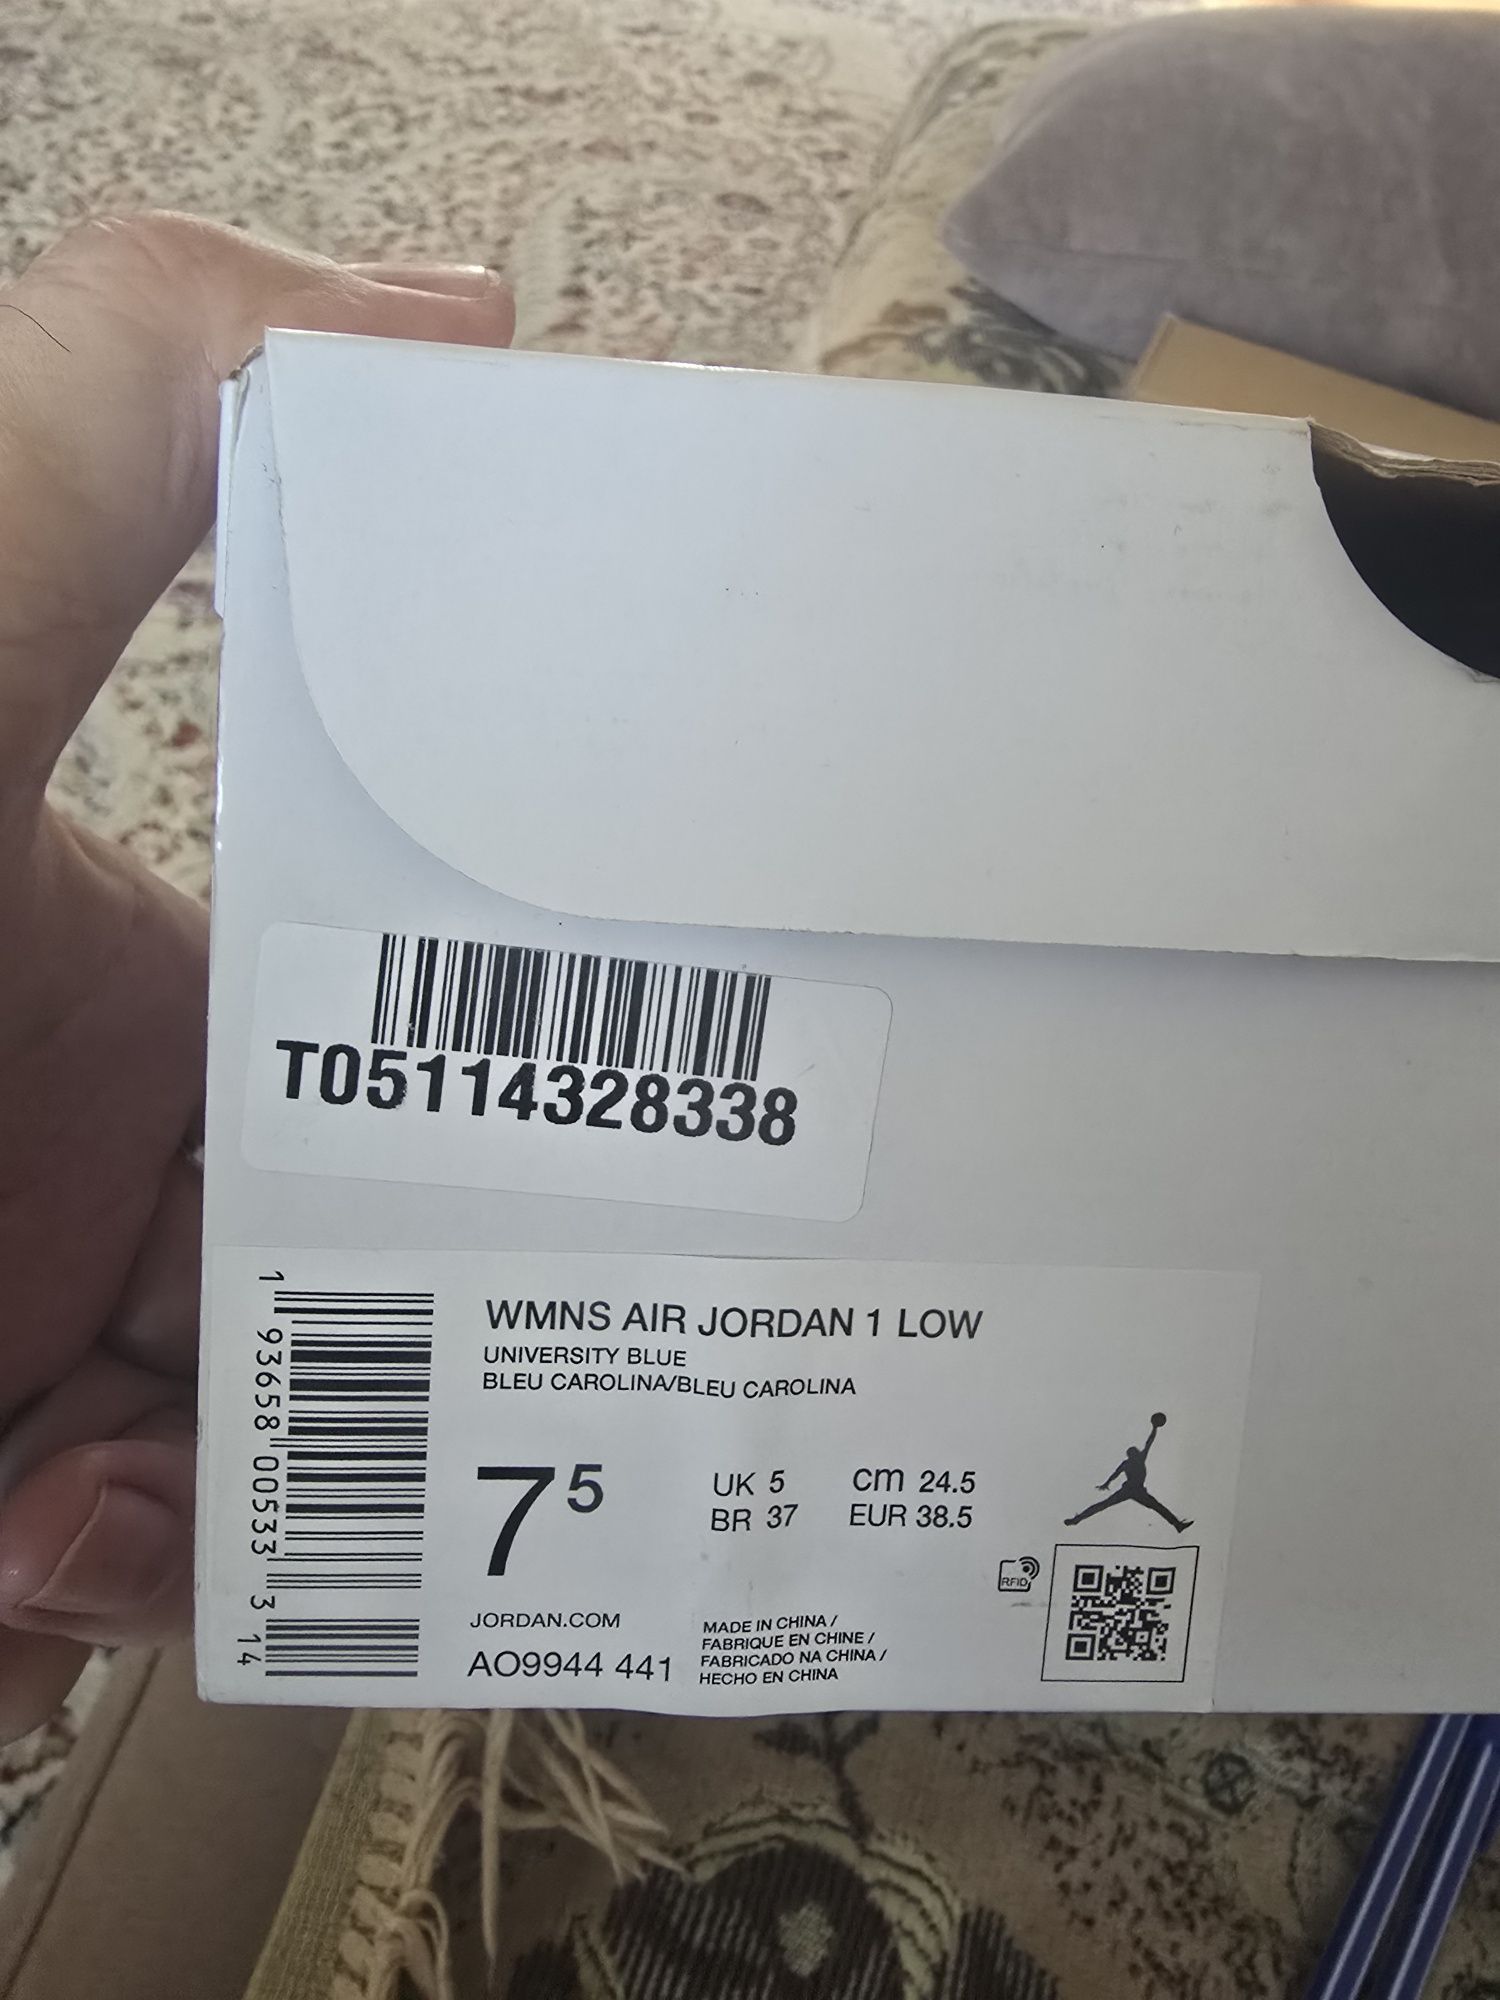 T05114328338
1 93658 00533 3 14
WMNS AIR JORDAN 1 LOW
UNIVERSITY BLUE
BLEU CAROLINA/BLEU CAROLINA
7⁵
UK 5 cm 24.5
BR 37 EUR 38.5
RFID
JORDAN.COM
AO9944 441
MADE IN CHINA /
FABRIQUE EN CHINE /
FABRICADO NA CHINA /
HECHO EN CHINA